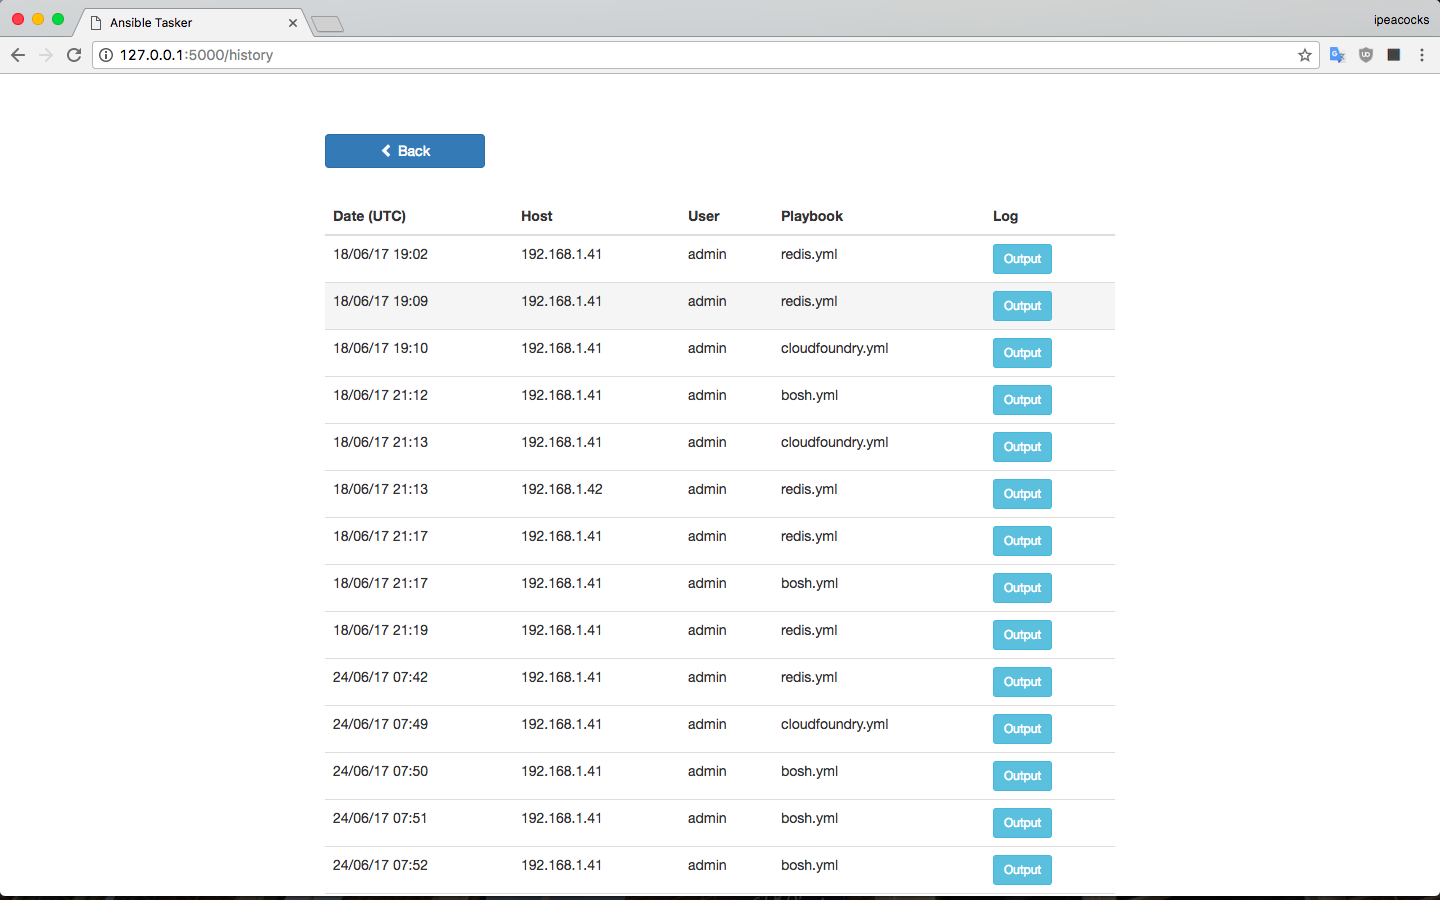 Ansible Tasker
ipeacocks
127.0.0.1:5000/history
Back
Date (UTC) Host User Playbook Log
18/06/17 19:02 192.168.1.41 admin redis.yml Output
18/06/17 19:09 192.168.1.41 admin redis.yml Output
18/06/17 19:10 192.168.1.41 admin cloudfoundry.yml Output
18/06/17 21:12 192.168.1.41 admin bosh.yml Output
18/06/17 21:13 192.168.1.41 admin cloudfoundry.yml Output
18/06/17 21:13 192.168.1.42 admin redis.yml Output
18/06/17 21:17 192.168.1.41 admin redis.yml Output
18/06/17 21:17 192.168.1.41 admin bosh.yml Output
18/06/17 21:19 192.168.1.41 admin redis.yml Output
24/06/17 07:42 192.168.1.41 admin redis.yml Output
24/06/17 07:49 192.168.1.41 admin cloudfoundry.yml Output
24/06/17 07:50 192.168.1.41 admin bosh.yml Output
24/06/17 07:51 192.168.1.41 admin bosh.yml Output
24/06/17 07:52 192.168.1.41 admin bosh.yml Output